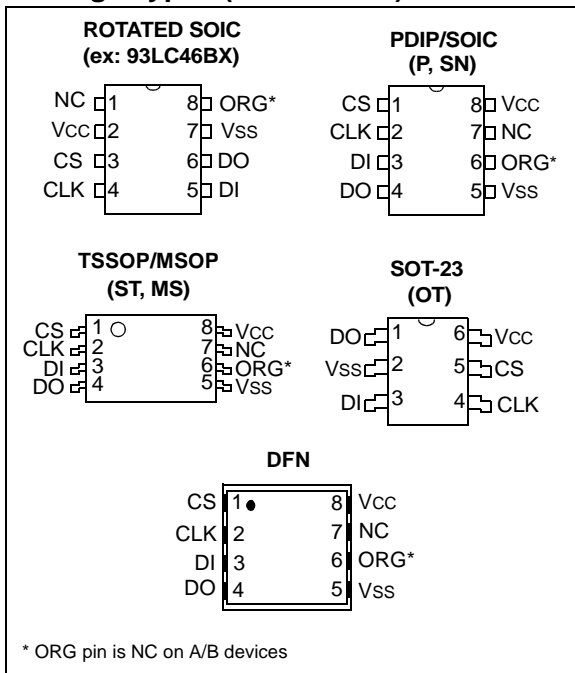 ROTATED SOIC
(ex: 93LC46BX)
NC 1 8 ORG*
VCC 2 7 VSS
CS 3 6 DO
CLK 4 5 DI
PDIP/SOIC
(P, SN)
CS 1 8 VCC
CLK 2 7 NC
DI 3 6 ORG*
DO 4 5 VSS
TSSOP/MSOP
(ST, MS)
CS 1 8 VCC
CLK 2 7 NC
DI 3 6 ORG*
DO 4 5 VSS
SOT-23
(OT)
DO 1 6 VCC
VSS 2 5 CS
DI 3 4 CLK
DFN
CS 1 8 VCC
CLK 2 7 NC
DI 3 6 ORG*
DO 4 5 VSS
* ORG pin is NC on A/B devices